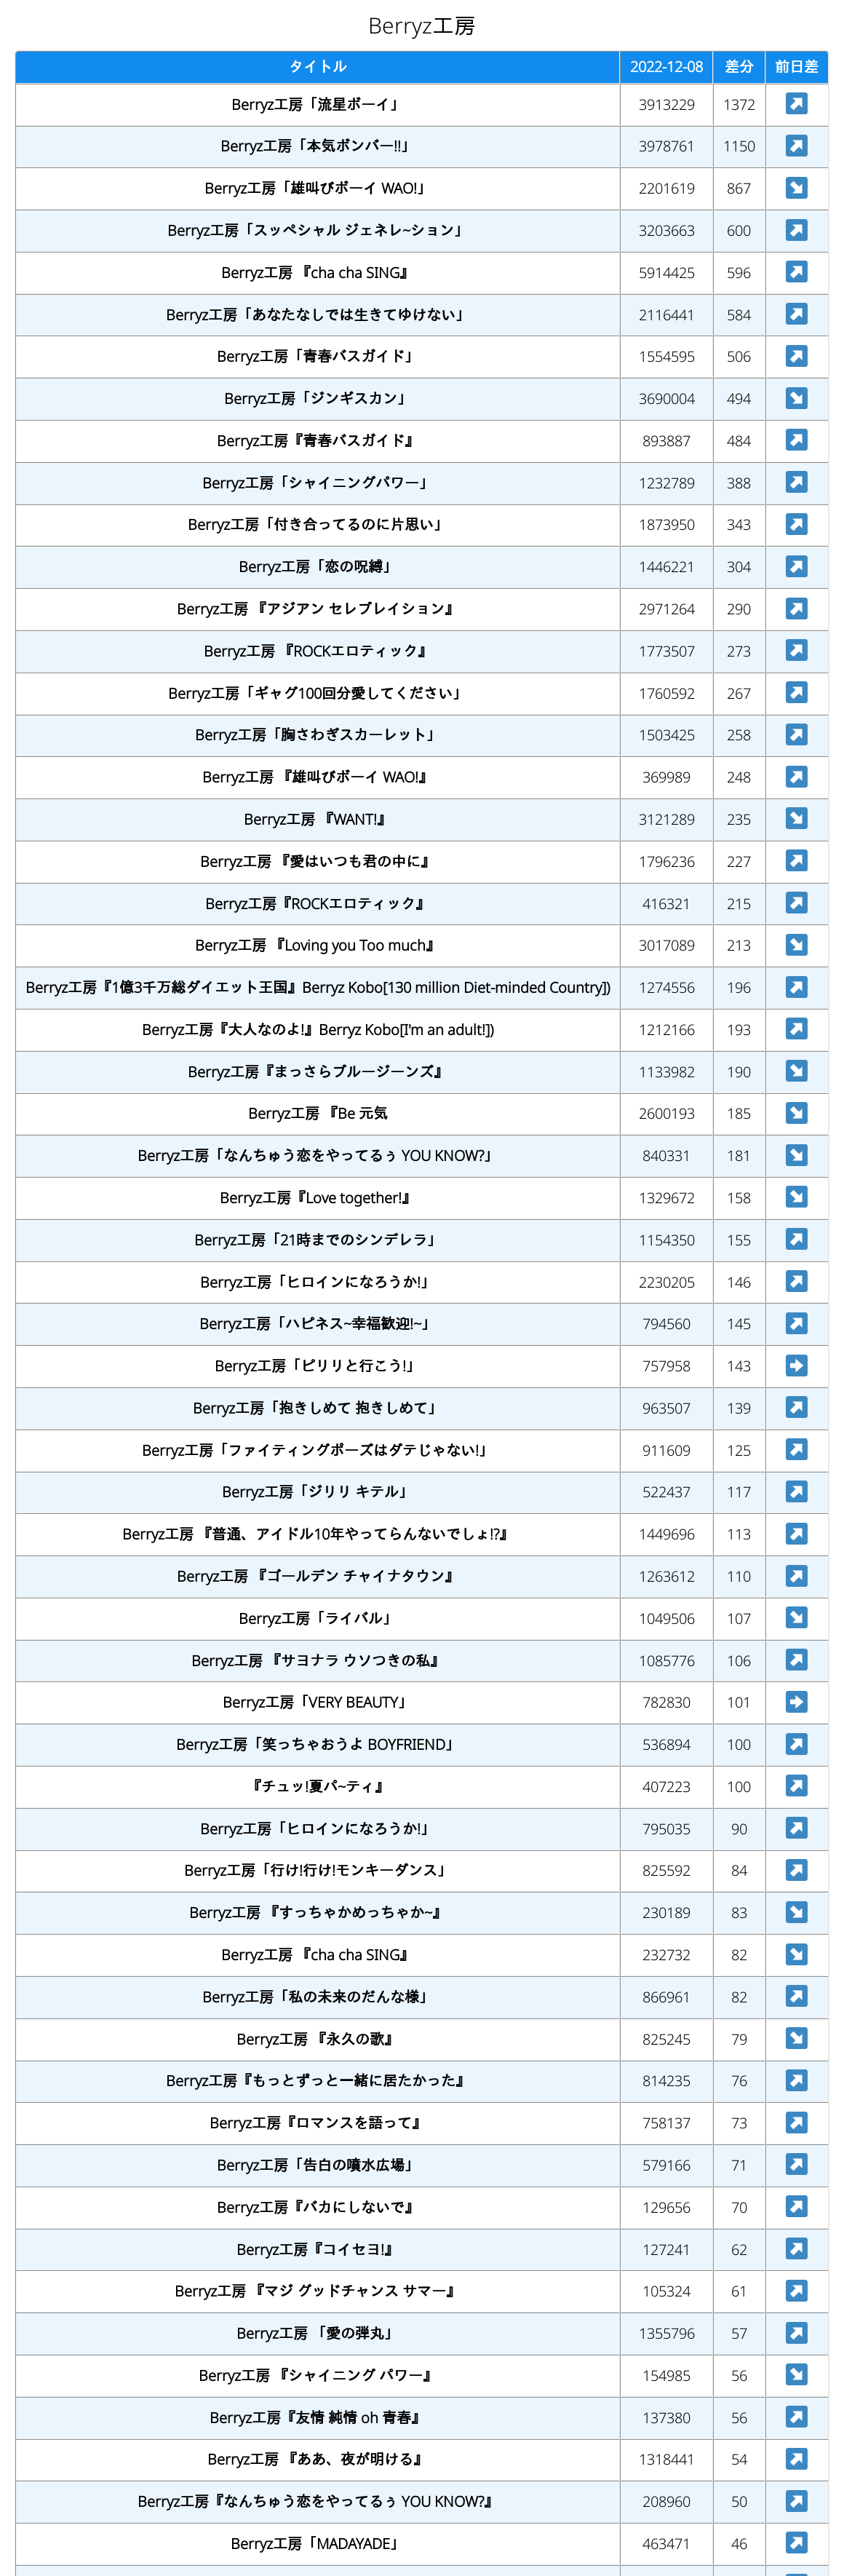 Berryz工房
タイトル 2022-12-08 差分 前日差
Berryz工房「流星ボーイ」 3913229 1372 ↗
Berryz工房「本気ボンバー!!」 3978761 1150 ↗
Berryz工房「雄叫びボーイ WAO!」 2201619 867 ↘
Berryz工房「スッペシャル ジェネレ~ション」 3203663 600 ↗
Berryz工房 『cha cha SING』 5914425 596 ↗
Berryz工房「あなたなしでは生きてゆけない」 2116441 584 ↗
Berryz工房「青春バスガイド」 1554595 506 ↗
Berryz工房「ジンギスカン」 3690004 494 ↘
Berryz工房『青春バスガイド』 893887 484 ↗
Berryz工房「シャイニングパワー」 1232789 388 ↗
Berryz工房「付き合ってるのに片思い」 1873950 343 ↗
Berryz工房「恋の呪縛」 1446221 304 ↗
Berryz工房 『アジアン セレブレイション』 2971264 290 ↗
Berryz工房 『ROCKエロティック』 1773507 273 ↗
Berryz工房「ギャグ100回分愛してください」 1760592 267 ↗
Berryz工房「胸さわぎスカーレット」 1503425 258 ↗
Berryz工房 『雄叫びボーイ WAO!』 369989 248 ↗
Berryz工房 『WANT!』 3121289 235 ↘
Berryz工房 『愛はいつも君の中に』 1796236 227 ↗
Berryz工房『ROCKエロティック』 416321 215 ↗
Berryz工房 『Loving you Too much』 3017089 213 ↘
Berryz工房『1億3千万総ダイエット王国』Berryz Kobo[130 million Diet-minded Country]) 1274556 196 ↗
Berryz工房『大人なのよ!』Berryz Kobo[I'm an adult!]) 1212166 193 ↗
Berryz工房『まっさらブルージーンズ』 1133982 190 ↘
Berryz工房 『Be 元気 2600193 185 ↘
Berryz工房「なんちゅう恋をやってるぅ YOU KNOW?」 840331 181 ↘
Berryz工房『Love together!』 1329672 158 ↘
Berryz工房「21時までのシンデレラ」 1154350 155 ↗
Berryz工房「ヒロインになろうか!」 2230205 146 ↗
Berryz工房「ハピネス~幸福歓迎!~」 794560 145 ↗
Berryz工房「ピリリと行こう!」 757958 143 ➡
Berryz工房「抱きしめて 抱きしめて」 963507 139 ↗
Berryz工房「ファイティングポーズはダテじゃない!」 911609 125 ↗
Berryz工房「ジリリ キテル」 522437 117 ↗
Berryz工房 『普通、アイドル10年やってらんないでしょ!?』 1449696 113 ↗
Berryz工房 『ゴールデン チャイナタウン』 1263612 110 ↗
Berryz工房「ライバル」 1049506 107 ↘
Berryz工房 『サヨナラ ウソつきの私』 1085776 106 ↗
Berryz工房「VERY BEAUTY」 782830 101 ➡
Berryz工房「笑っちゃおうよ BOYFRIEND」 536894 100 ↗
『チュッ!夏パ~ティ』 407223 100 ↗
Berryz工房「ヒロインになろうか!」 795035 90 ↗
Berryz工房「行け!行け!モンキーダンス」 825592 84 ↗
Berryz工房 『すっちゃかめっちゃか~』 230189 83 ↘
Berryz工房 『cha cha SING』 232732 82 ↘
Berryz工房「私の未来のだんな様」 866961 82 ↗
Berryz工房 『永久の歌』 825245 79 ↘
Berryz工房『もっとずっと一緒に居たかった』 814235 76 ↗
Berryz工房『ロマンスを語って』 758137 73 ↗
Berryz工房「告白の噴水広場」 579166 71 ↗
Berryz工房『バカにしないで』 129656 70 ↗
Berryz工房『コイセヨ!』 127241 62 ↗
Berryz工房 『マジ グッドチャンス サマー』 105324 61 ↗
Berryz工房 「愛の弾丸」 1355796 57 ↗
Berryz工房 『シャイニング パワー』 154985 56 ↘
Berryz工房『友情 純情 oh 青春』 137380 56 ↗
Berryz工房 『ああ、夜が明ける』 1318441 54 ↗
Berryz工房『なんちゅう恋をやってるぅ YOU KNOW?』 208960 50 ↗
Berryz工房「MADAYADE」 463471 46 ↗